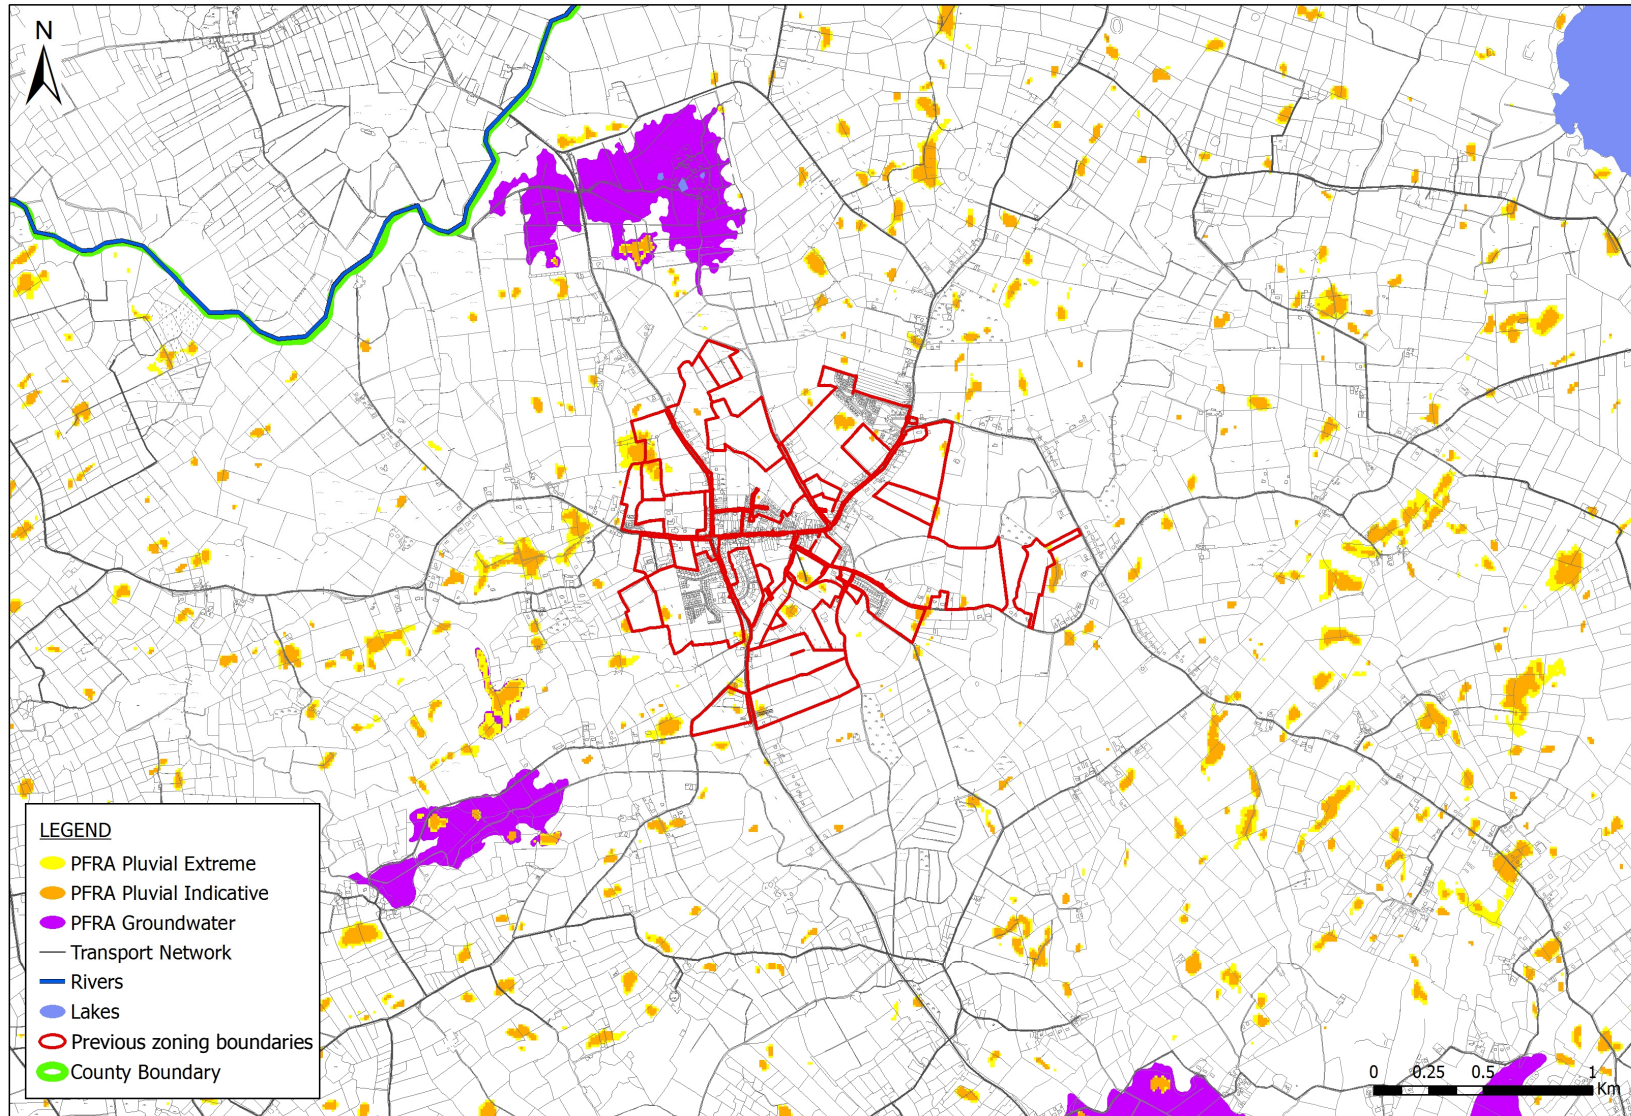 N
LEGEND
PFRA Pluvial Extreme
PFRA Pluvial Indicative
PFRA Groundwater
Transport Network
Rivers
Lakes
Previous zoning boundaries
County Boundary
0 0.25 0.5 1
Km